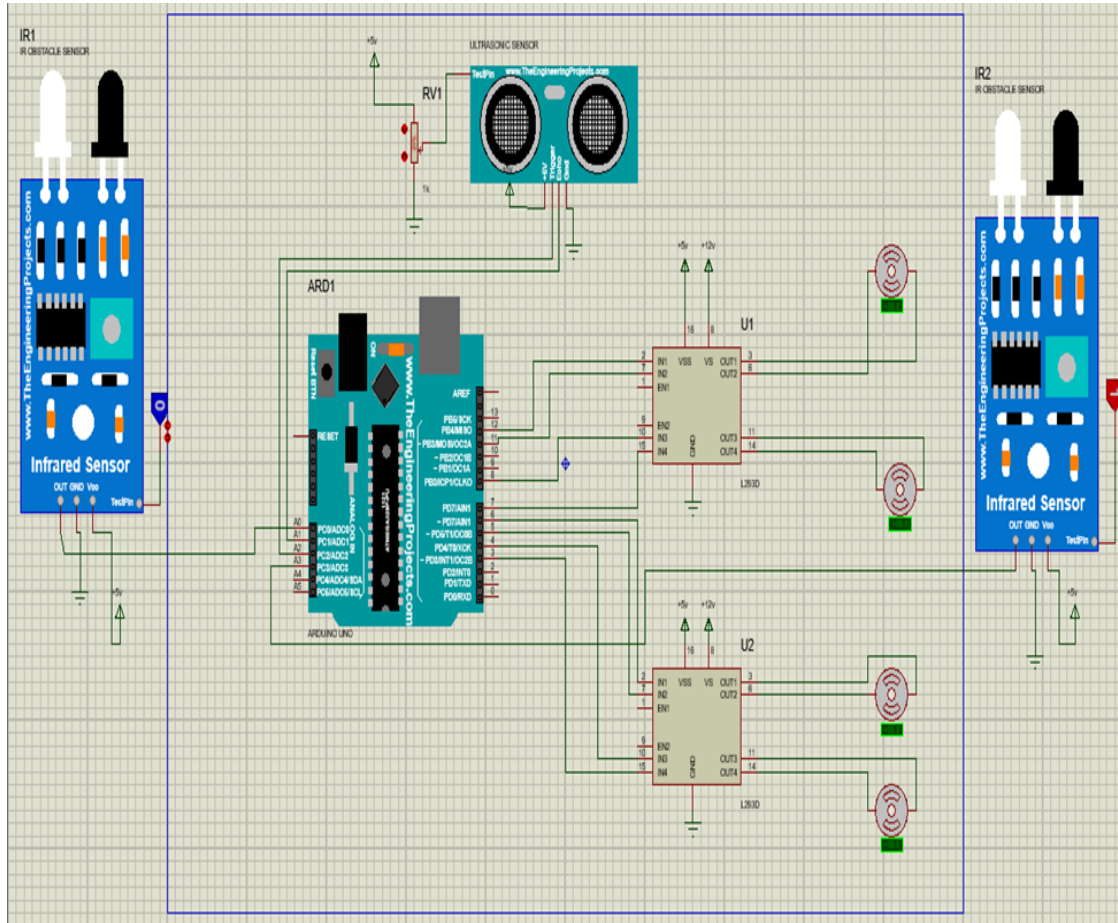 IR1
IR OBSTACLE SENSOR
www.TheEngineeringProjects.com
Infrared Sensor
OUT GND Vcc
TestPin
0
+5v
+5v
RV1
1k
ULTRASONIC SENSOR
TestPin
www.TheEngineeringProjects.com
+5V
Trigger
Echo
Gnd
ARD1
Reset BTN
ON
www.TheEngineeringProjects.com
RESET
ANALOG IN
A0 PC0/ADC0
A1 PC1/ADC1
A2 PC2/ADC2
A3 PC3/ADC3
A4 PC4/ADC4/SDA
A5 PC5/ADC5/SCL
AREF
13
PB5/SCK
12
PB4/MISO
11
~PB3/MOSI/OC2A
10
~PB2/OC1B
9
~PB1/OC1A
8
PB0/ICP1/CLKO
7
PD7/AIN1
6
5
4
PD4/T0/XCK
3
~PD3/INT1/OC2B
2
PD2/INT0
1
PD1/TXD
0
PD0/RXD
ARDUINO UNO
+5v +12v
U1
16 8
VSS VS
2 IN1 OUT1 3
7 IN2 OUT2 6
1 EN1
9 EN2
10 IN3 OUT3 11
15 IN4 OUT4 14
GND
L293D
+5v +12v
U2
16 8
VSS VS
2 IN1 OUT1 3
7 IN2 OUT2 6
1 EN1
9 EN2
10 IN3 OUT3 11
15 IN4 OUT4 14
GND
L293D
IR2
IR OBSTACLE SENSOR
www.TheEngineeringProjects.com
Infrared Sensor
OUT GND Vcc
TestPin
+5v